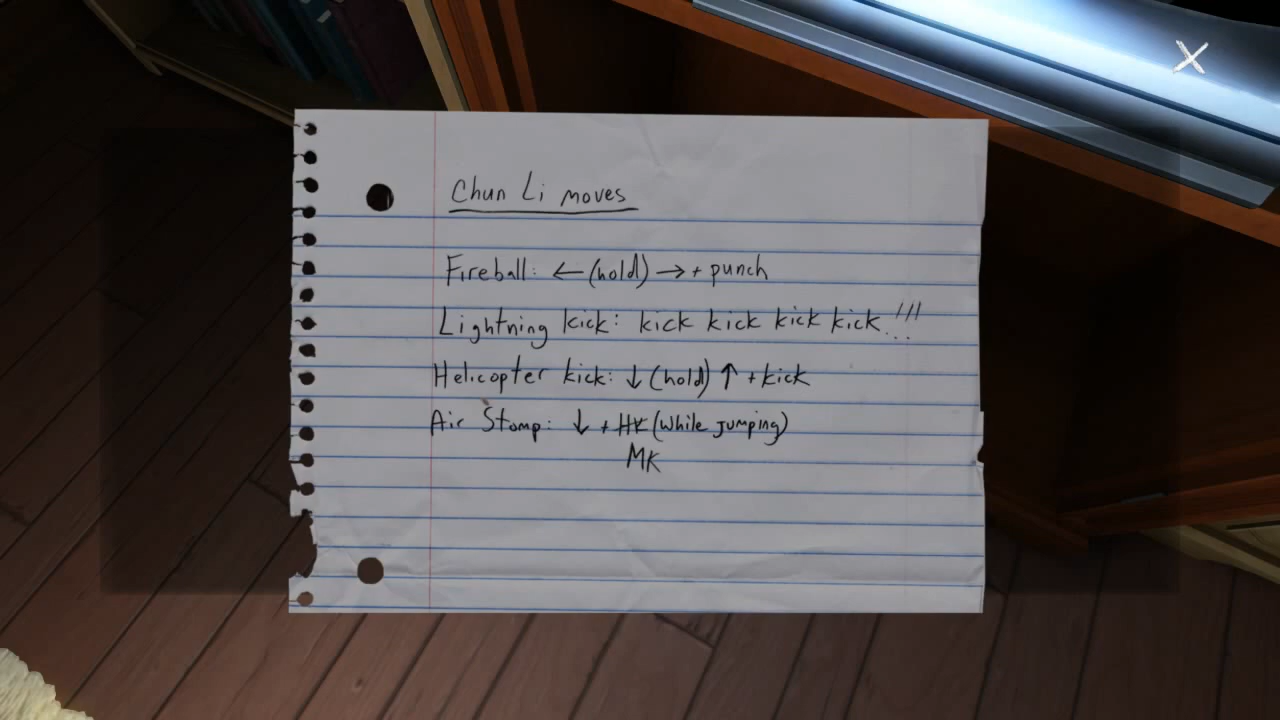 Chun Li moves
Fireball: ← (hold) → + punch
Lightning kick: kick kick kick kick...!!!
Helicopter kick: ↓ (hold) ↑ + kick
Air Stomp: ↓ + HK (while jumping)
MK